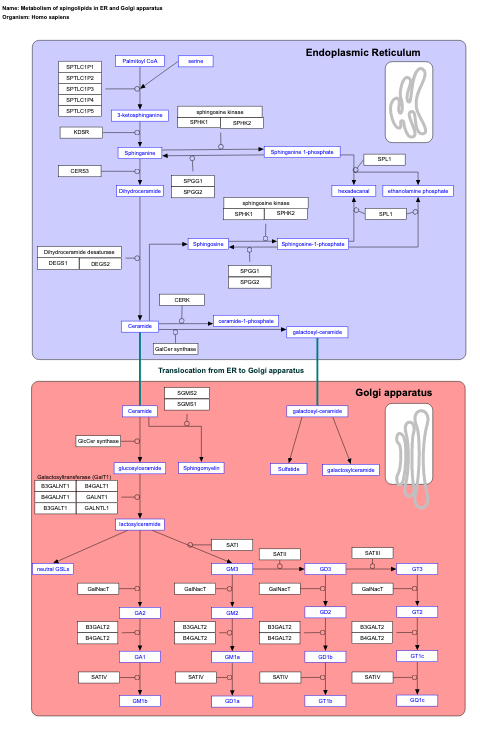 Name: Metabolism of spingolipids in ER and Golgi apparatus
Organism: Homo sapiens
Endoplasmic Reticulum
Palmitoyl CoA
serine
SPTLC1P1
SPTLC1P2
SPTLC1P3
SPTLC1P4
SPTLC1P5
3-ketosphinganine
sphingosine kinase
SPHK1
SPHK2
KDSR
Sphinganine
Sphinganine 1-phosphate
SPL1
CERS3
SPGG1
SPGG2
Dihydroceramide
hexadecanal
ethanolamine phosphate
sphingosine kinase
SPHK1
SPHK2
SPL1
Sphingosine
Sphingosine-1-phosphate
Dihydroceramide desaturase
DEGS1
DEGS2
SPGG1
SPGG2
CERK
Ceramide
ceramide-1-phosphate
galactosyl-ceramide
GalCer synthase
Translocation from ER to Golgi apparatus
Golgi apparatus
SGMS2
SGMS1
Ceramide
galactosyl-ceramide
GlcCer synthase
glucosylceramide
Sphingomyelin
Sulfatide
galactosylceramide
Galactosyltransferase (GalT1)
B3GALNT1
B4GALT1
B4GALNT1
GALNT1
B3GALT1
GALNTL1
lactosylceramide
SATI
SATII
SATIII
neutral GSLs
GM3
GD3
GT3
GalNacT
GalNacT
GalNacT
GalNacT
GA2
GM2
GD2
GT2
B3GALT2
B4GALT2
B3GALT2
B4GALT2
B3GALT2
B4GALT2
B3GALT2
B4GALT2
GA1
GM1a
GD1b
GT1c
SATIV
SATIV
SATIV
SATIV
GM1b
GD1a
GT1b
GQ1c